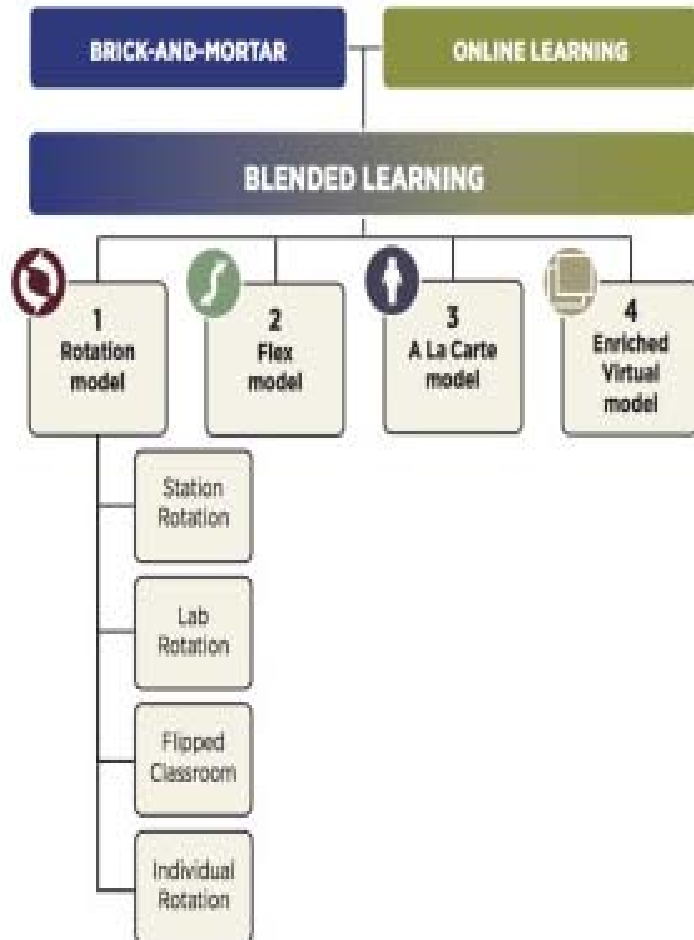 BRICK-AND-MORTAR
ONLINE LEARNING
BLENDED LEARNING
1
Rotation
model
2
Flex
model
3
A La Carte
model
4
Enriched
Virtual
model
Station
Rotation
Lab
Rotation
Flipped
Classroom
Individual
Rotation